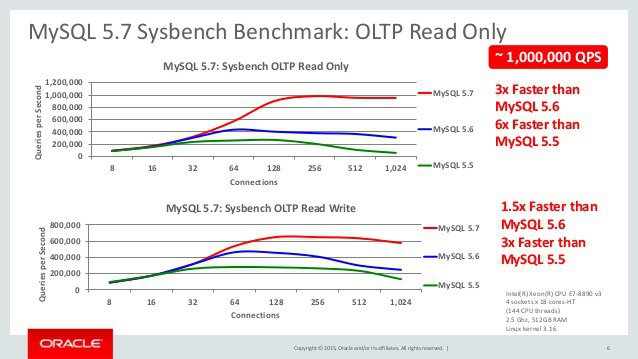 MySQL 5.7 Sysbench Benchmark: OLTP Read Only
~ 1,000,000 QPS
MySQL 5.7: Sysbench OLTP Read Only
Queries per Second
1,200,000
1,000,000
800,000
600,000
400,000
200,000
0
8 16 32 64 128 256 512 1,024
Connections
MySQL 5.7
MySQL 5.6
MySQL 5.5
3x Faster than
MySQL 5.6
6x Faster than
MySQL 5.5
MySQL 5.7: Sysbench OLTP Read Write
Queries per Second
800,000
600,000
400,000
200,000
0
8 16 32 64 128 256 512 1,024
Connections
MySQL 5.7
MySQL 5.6
MySQL 5.5
1.5x Faster than
MySQL 5.6
3x Faster than
MySQL 5.5
Intel(R) Xeon(R) CPU E7-8890 v3
4 sockets x 18 cores-HT
(144 CPU threads)
2.5 Ghz, 512GB RAM
Linux kernel 3.16
ORACLE
Copyright © 2015, Oracle and/or its affiliates. All rights reserved. |
6